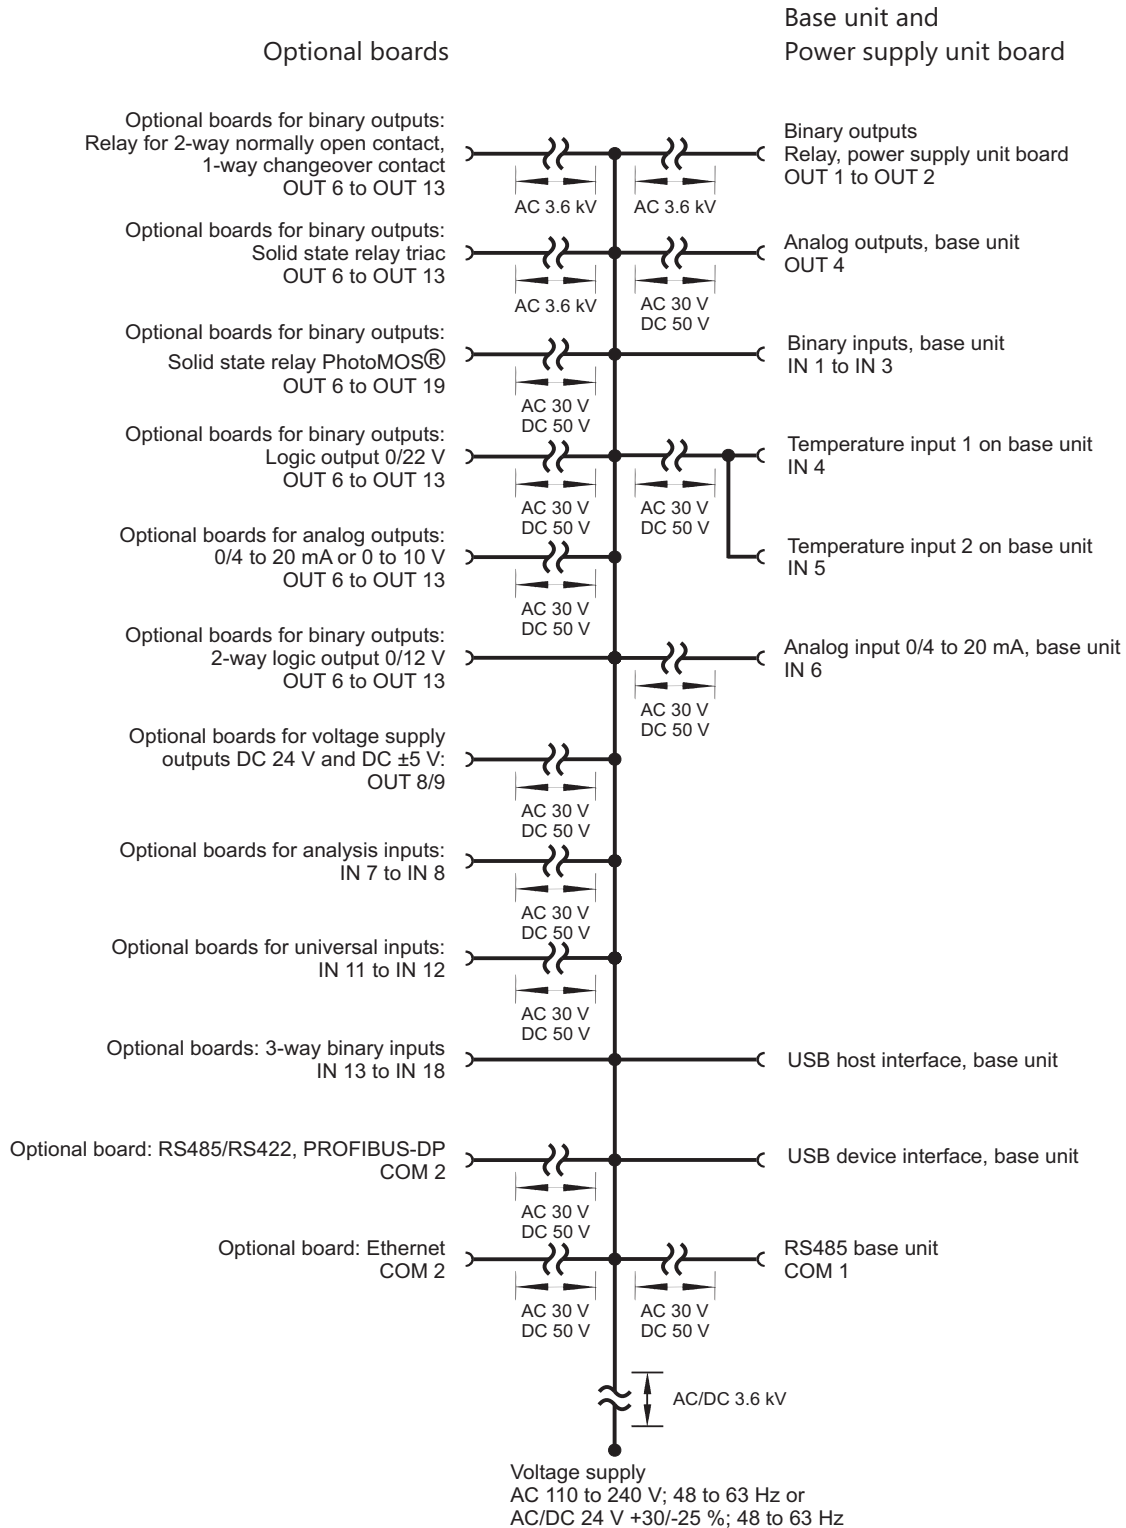 Optional boards
Base unit and
Power supply unit board
Optional boards for binary outputs:
Relay for 2-way normally open contact,
1-way changeover contact
OUT 6 to OUT 13
AC 3.6 kV
AC 3.6 kV
Binary outputs
Relay, power supply unit board
OUT 1 to OUT 2
Optional boards for binary outputs:
Solid state relay triac
OUT 6 to OUT 13
AC 3.6 kV
AC 30 V
DC 50 V
Analog outputs, base unit
OUT 4
Optional boards for binary outputs:
Solid state relay PhotoMOS®
OUT 6 to OUT 19
AC 30 V
DC 50 V
Binary inputs, base unit
IN 1 to IN 3
Optional boards for binary outputs:
Logic output 0/22 V
OUT 6 to OUT 13
AC 30 V
DC 50 V
AC 30 V
DC 50 V
Temperature input 1 on base unit
IN 4
Optional boards for analog outputs:
0/4 to 20 mA or 0 to 10 V
OUT 6 to OUT 13
AC 30 V
DC 50 V
Temperature input 2 on base unit
IN 5
Optional boards for binary outputs:
2-way logic output 0/12 V
OUT 6 to OUT 13
AC 30 V
DC 50 V
Analog input 0/4 to 20 mA, base unit
IN 6
Optional boards for voltage supply
outputs DC 24 V and DC ±5 V:
OUT 8/9
AC 30 V
DC 50 V
Optional boards for analysis inputs:
IN 7 to IN 8
AC 30 V
DC 50 V
Optional boards for universal inputs:
IN 11 to IN 12
AC 30 V
DC 50 V
Optional boards: 3-way binary inputs
IN 13 to IN 18
USB host interface, base unit
Optional board: RS485/RS422, PROFIBUS-DP
COM 2
AC 30 V
DC 50 V
USB device interface, base unit
Optional board: Ethernet
COM 2
AC 30 V
DC 50 V
AC 30 V
DC 50 V
RS485 base unit
COM 1
AC/DC 3.6 kV
Voltage supply
AC 110 to 240 V; 48 to 63 Hz or
AC/DC 24 V +30/-25 %; 48 to 63 Hz